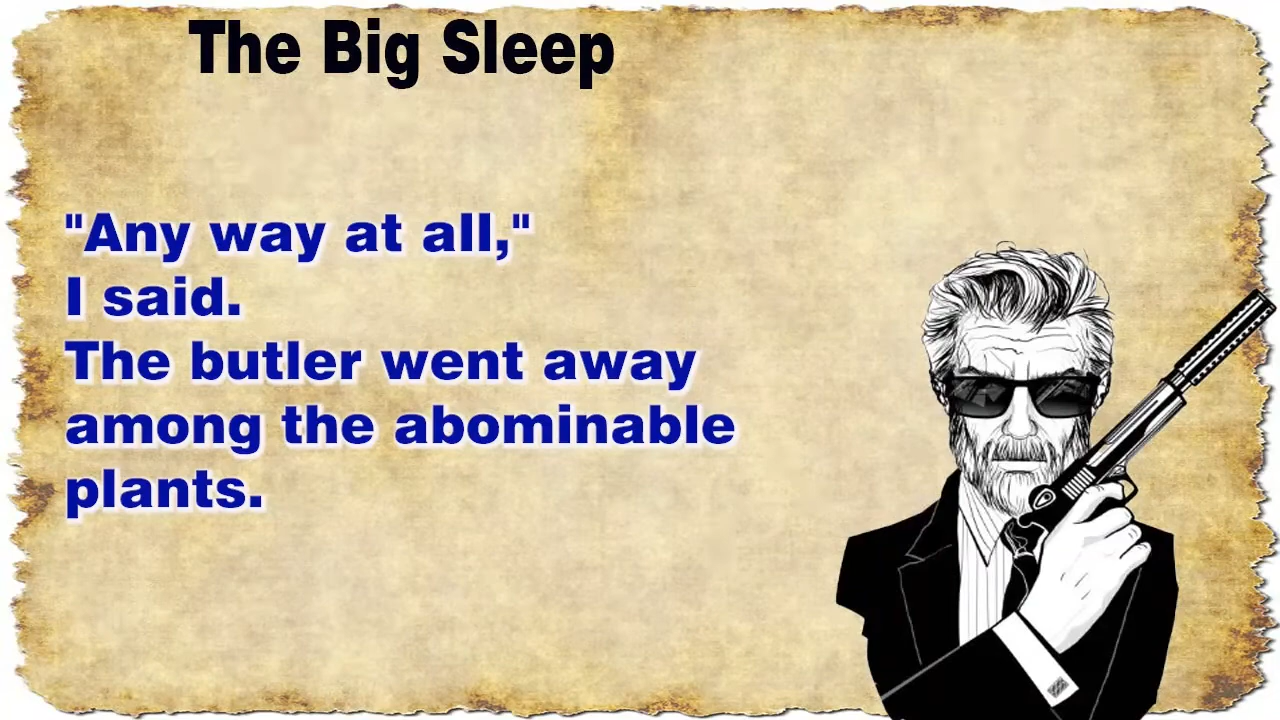 The Big Sleep
"Any way at all,"
I said.
The butler went away
among the abominable
plants.